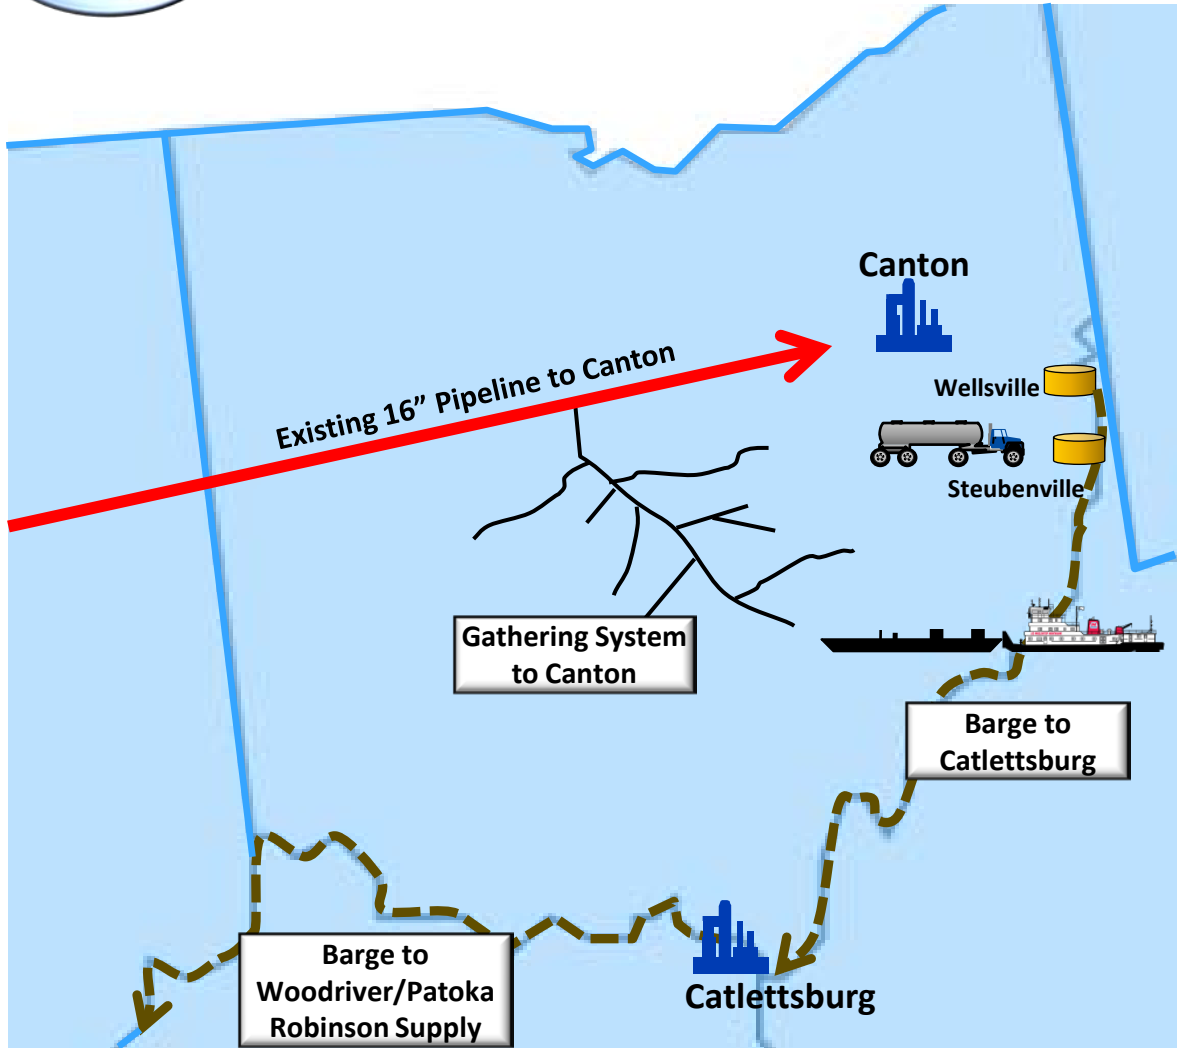 Canton
Existing 16” Pipeline to Canton
Wellsville
Steubenville
Gathering System
to Canton
Barge to
Catlettsburg
Barge to
Woodriver/Patoka
Robinson Supply
Catlettsburg